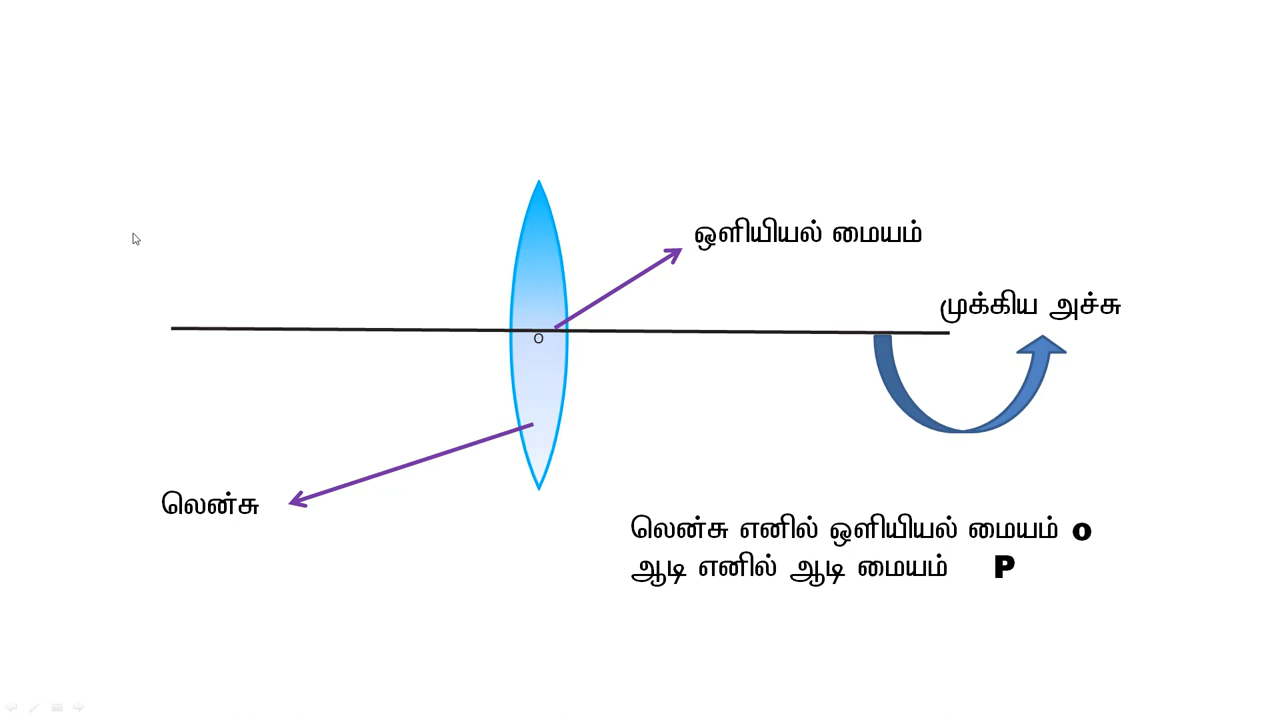 ஒளியியல் மையம்
முக்கிய அச்சு
o
லென்சு
லென்சு எனில் ஒளியியல் மையம் o
ஆடி எனில் ஆடி மையம் P